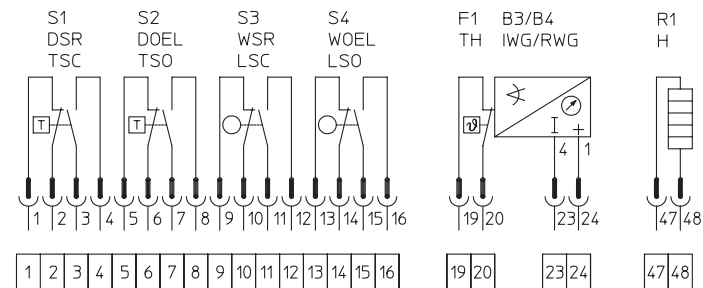 S1 S2 S3 S4 F1 B3/B4 R1
DSR DOEL WSR WOEL TH IWG/RWG H
TSC TSO LSC LSO
T T ϑ I +
4 1
1 2 3 4 5 6 7 8 9 10 11 12 13 14 15 16 19 20 23 24 47 48
1 2 3 4 5 6 7 8 9 10 11 12 13 14 15 16 19 20 23 24 47 48